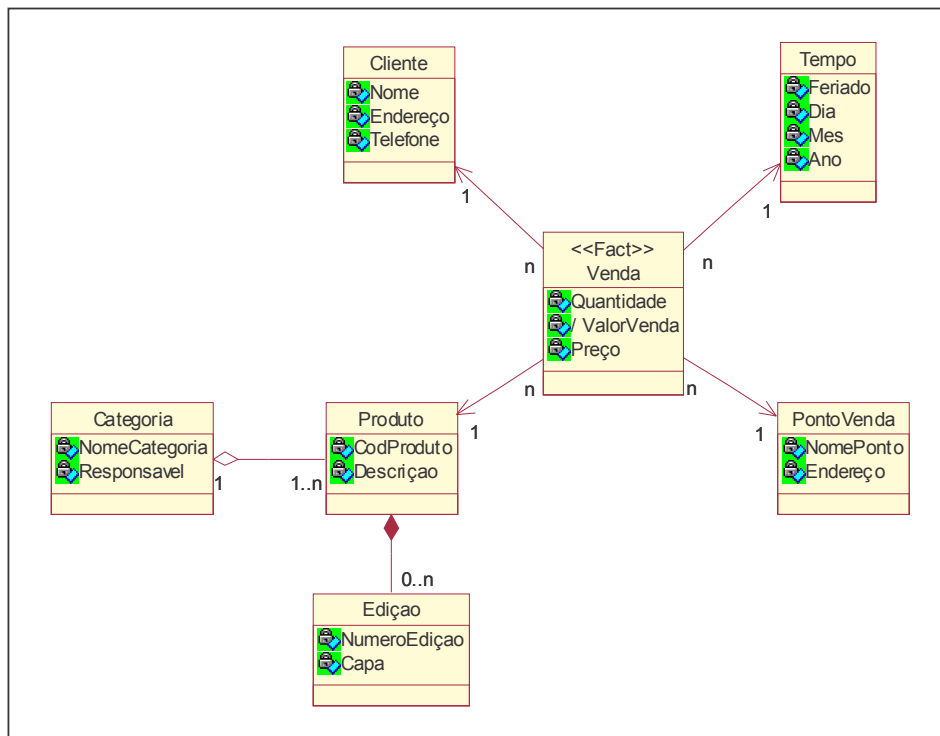 Cliente
Nome
Endereço
Telefone
Tempo
Feriado
Dia
Mes
Ano
1
1
n
n
<<Fact>>
Venda
Quantidade
/ ValorVenda
Preço
n
n
1
1
Categoria
NomeCategoria
Responsavel
1
1..n
Produto
CodProduto
Descriçao
PontoVenda
NomePonto
Endereço
0..n
Ediçao
NumeroEdiçao
Capa